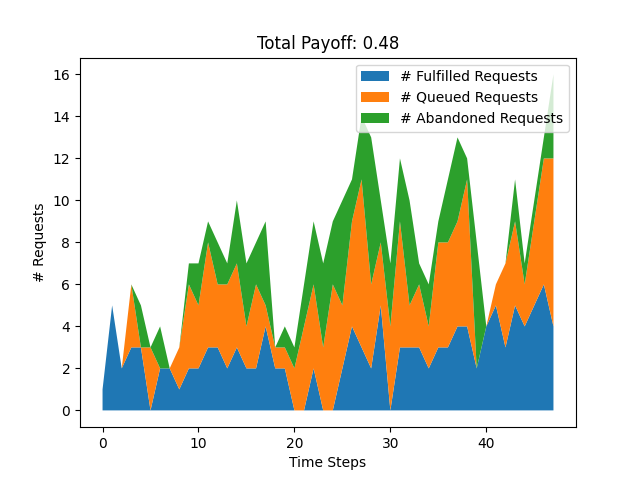 Total Payoff: 0.48
# Fulfilled Requests
# Queued Requests
# Abandoned Requests
16
14
12
10
8
6
4
2
0
# Requests
0
10
20
30
40
Time Steps